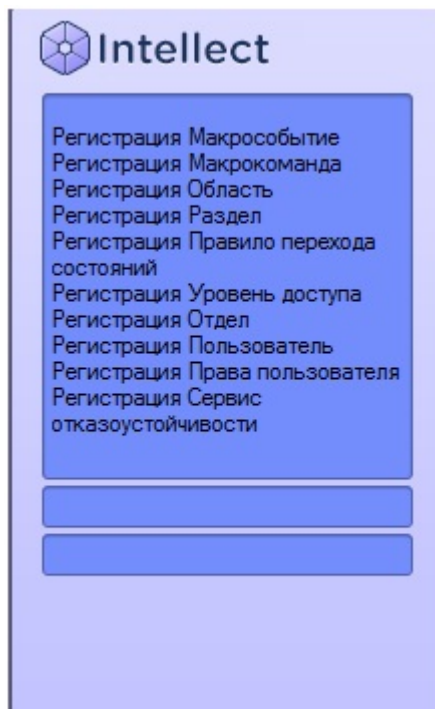 Intellect
Регистрация Макрособытие
Регистрация Макрокоманда
Регистрация Область
Регистрация Раздел
Регистрация Правило перехода
состояний
Регистрация Уровень доступа
Регистрация Отдел
Регистрация Пользователь
Регистрация Права пользователя
Регистрация Сервис
отказоустойчивости